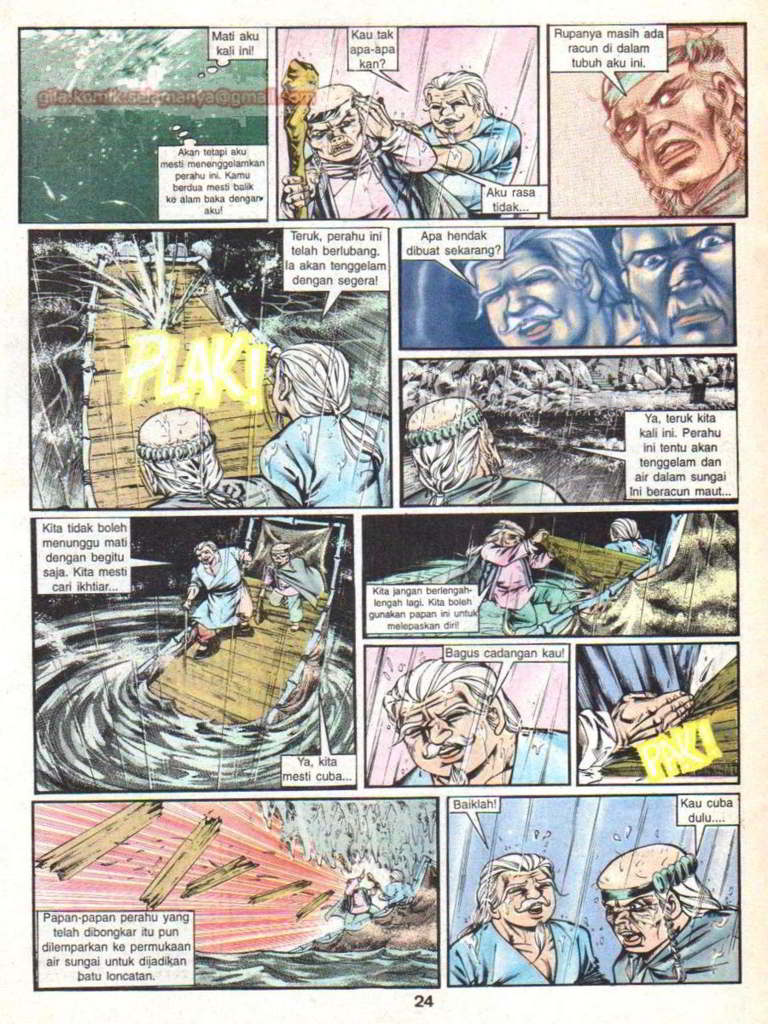 Mati aku
kali ini!
gila.komik.selamanya@gmail.com
Akan tetapi aku
mesti menenggelamkan
perahu ini. Kamu
berdua mesti balik
ke alam baka dengan
aku!
Kau tak
apa-apa
kan?
Aku rasa
tidak...
Rupanya masih ada
racun di dalam
tubuh aku ini.
Teruk, perahu ini
telah berlubang.
Ia akan tenggelam
dengan segera!
PLAK!
Apa hendak
dibuat sekarang?
Ya, teruk kita
kali ini. Perahu
ini tentu akan
tenggelam dan
air dalam sungai
Ini beracun maut...
Kita tidak boleh
menunggu mati
dengan begitu
saja. Kita mesti
cari ikhtiar...
Ya, kita
mesti cuba...
Kita jangan berlengah-
lengah lagi. Kita boleh
gunakan papan ini untuk
melepaskan diri!
Bagus cadangan kau!
PAK!
Papan-papan perahu yang
telah dibongkar itu pun
dilemparkan ke permukaan
air sungai untuk dijadikan
batu loncatan.
Baiklah!
Kau cuba
dulu....
24